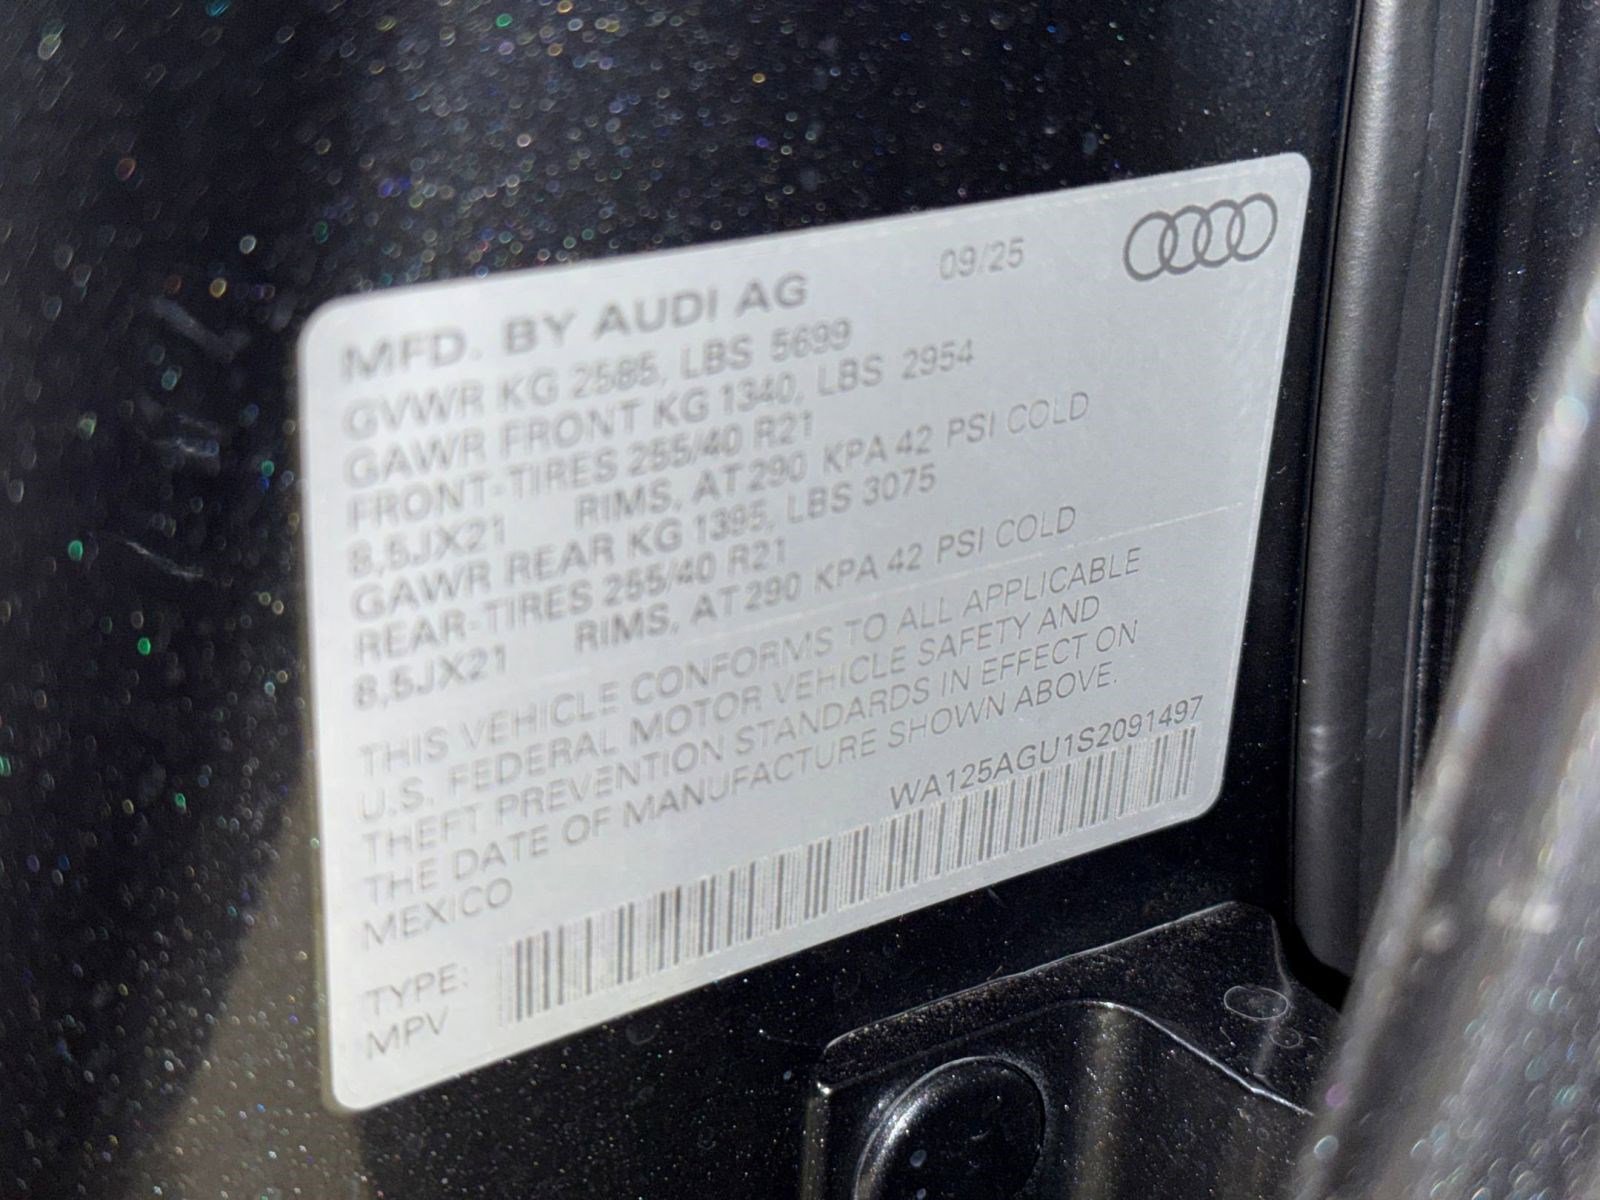 MFD. BY AUDI AG 09/25
GVWR KG 2585, LBS 5699
GAWR FRONT KG 1340, LBS 2954
FRONT-TIRES 255/40 R21
8,5JX21 RIMS, AT 290 KPA 42 PSI COLD
GAWR REAR KG 1395, LBS 3075
REAR-TIRES 255/40 R21
8,5JX21 RIMS, AT 290 KPA 42 PSI COLD
THIS VEHICLE CONFORMS TO ALL APPLICABLE
U.S. FEDERAL MOTOR VEHICLE SAFETY AND
THEFT PREVENTION STANDARDS IN EFFECT ON
THE DATE OF MANUFACTURE SHOWN ABOVE.
MEXICO WA125AGU1S2091497
TYPE:
MPV